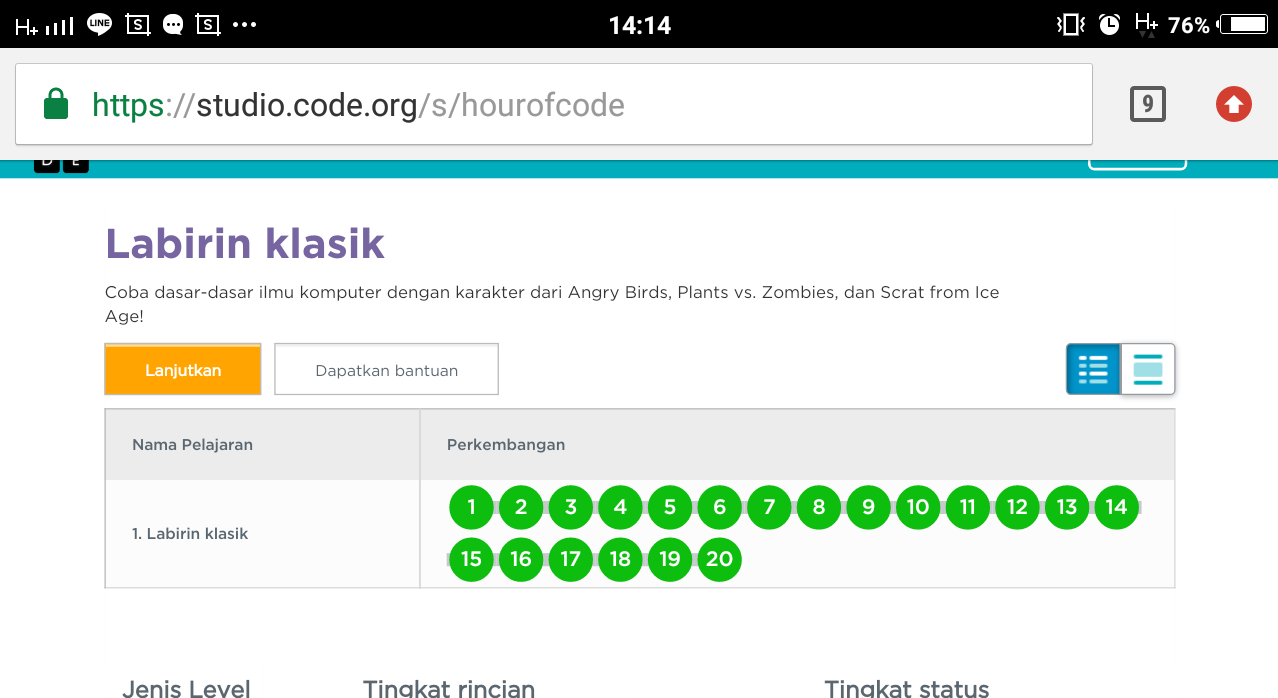 H+ LINE S S 14:14 H+ 76%
https://studio.code.org/s/hourofcode 9
D E
Labirin klasik
Coba dasar-dasar ilmu komputer dengan karakter dari Angry Birds, Plants vs. Zombies, dan Scrat from Ice
Age!
Lanjutkan Dapatkan bantuan
Nama Pelajaran Perkembangan
1 2 3 4 5 6 7 8 9 10 11 12 13 14
1. Labirin klasik
15 16 17 18 19 20
Jenis Level Tingkat rincian Tingkat status